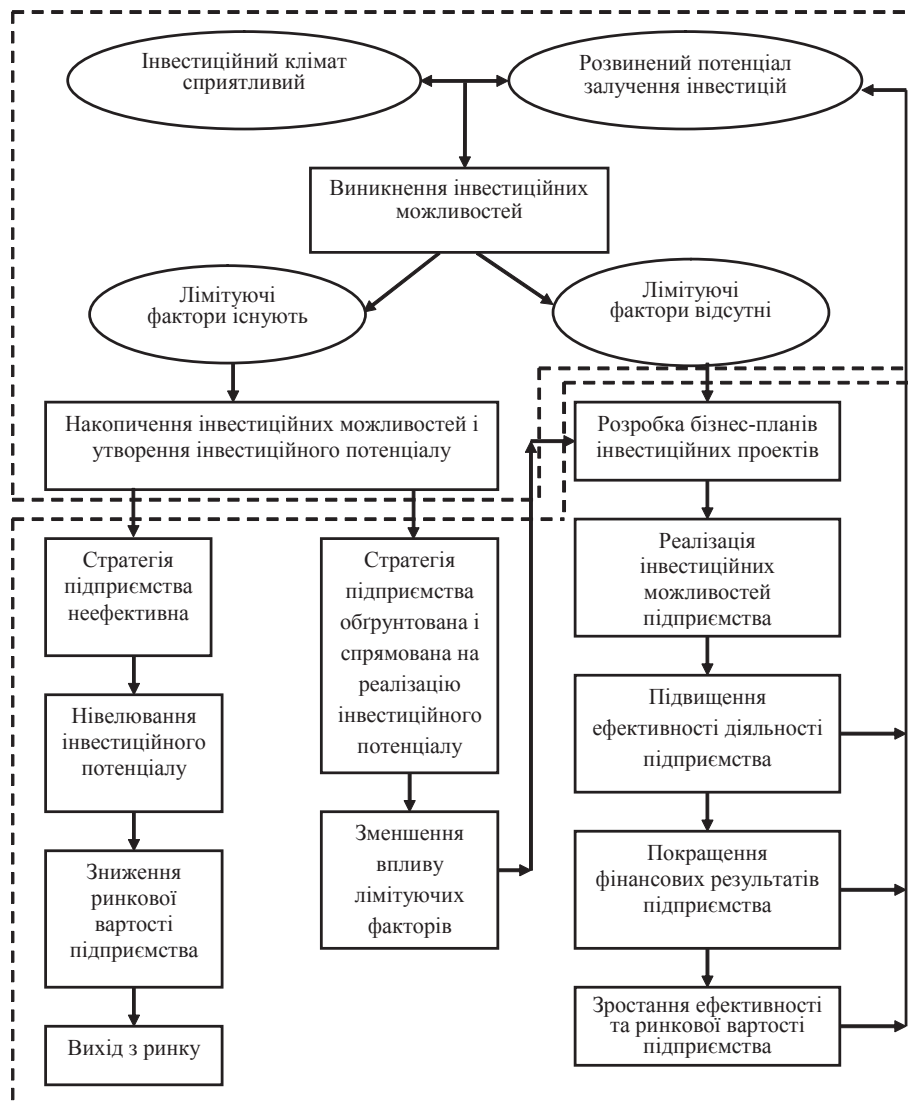 Інвестиційний клімат
сприятливий
Розвинений потенціал
залучення інвестицій
Виникнення інвестиційних
можливостей
Лімітуючі
фактори існують
Лімітуючі
фактори відсутні
Накопичення інвестиційних можливостей і
утворення інвестиційного потенціалу
Розробка бізнес-планів
інвестиційних проектів
Стратегія
підприємства
неефективна
Стратегія
підприємства
обґрунтована і
спрямована на
реалізацію
інвестиційного
потенціалу
Реалізація
інвестиційних
можливостей
підприємства
Нівелювання
інвестиційного
потенціалу
Підвищення
ефективності діяльності
підприємства
Зниження
ринкової
вартості
підприємства
Зменшення
впливу
лімітуючих
факторів
Покращення
фінансових результатів
підприємства
Вихід з ринку
Зростання ефективності
та ринкової вартості
підприємства